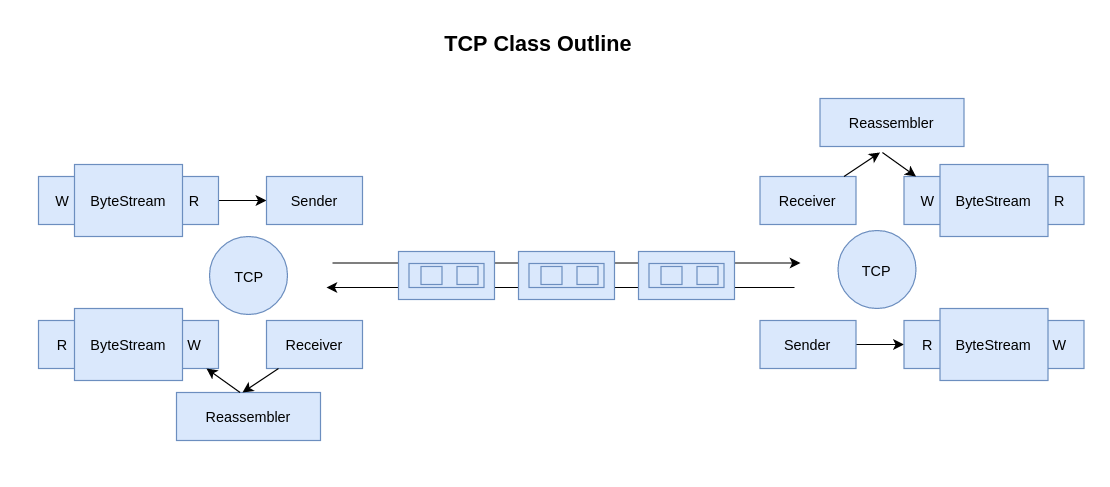 TCP Class Outline
Reassembler
W ByteStream R
Sender
Receiver
W ByteStream R
TCP
TCP
R ByteStream W
Receiver
Sender
R ByteStream W
Reassembler